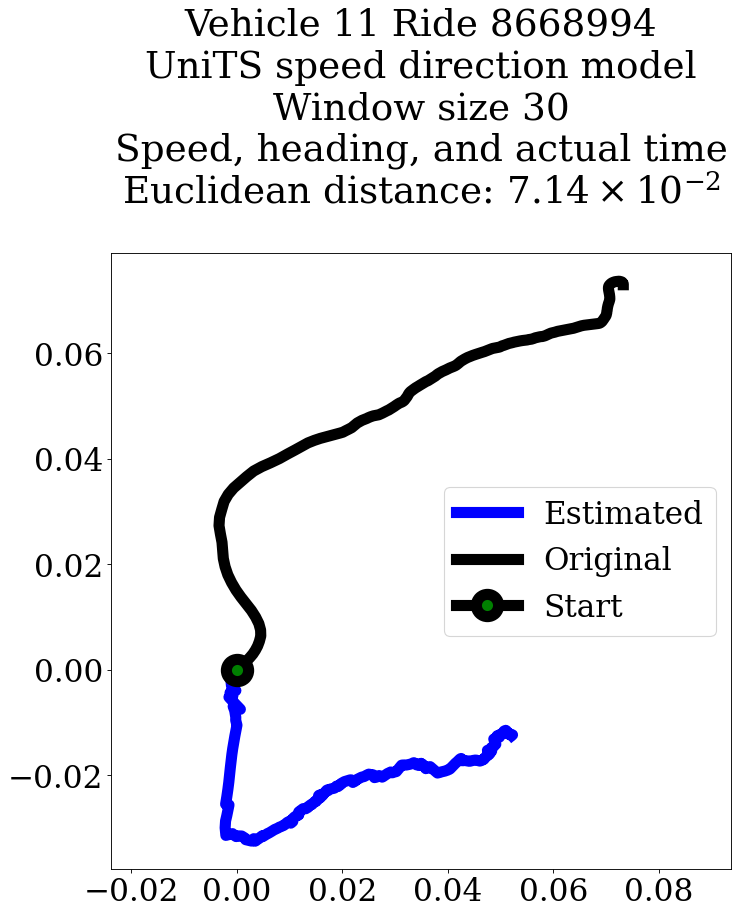 Vehicle 11 Ride 8668994
UniTS speed direction model
Window size 30
Speed, heading, and actual time
Euclidean distance: 7.14 × 10⁻²
0.06
0.04
Estimated
0.02
Original
Start
0.00
−0.02
−0.02 0.00 0.02 0.04 0.06 0.08